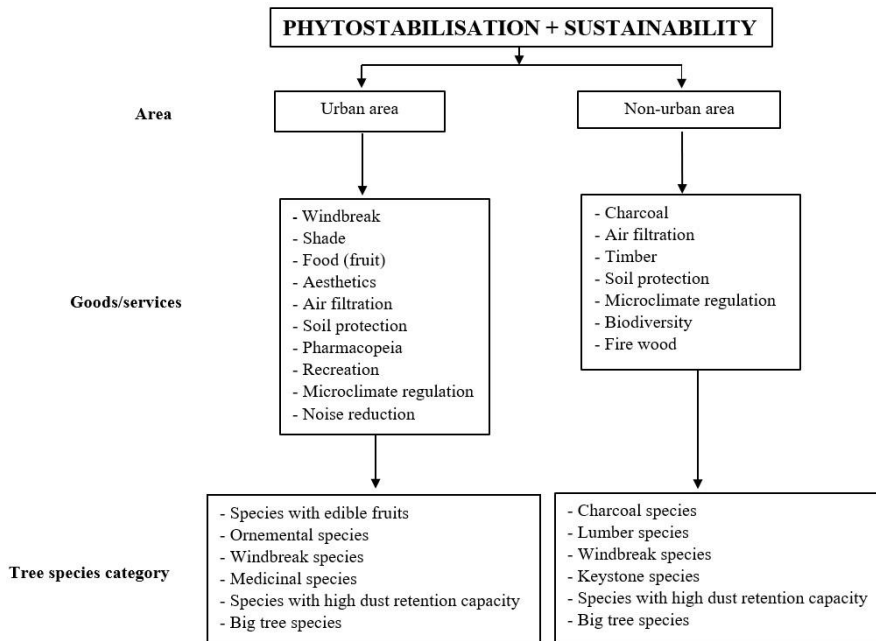 PHYTOSTABILISATION + SUSTAINABILITY
Area
Urban area
Non-urban area
Goods/services
- Windbreak
- Shade
- Food (fruit)
- Aesthetics
- Air filtration
- Soil protection
- Pharmacopeia
- Recreation
- Microclimate regulation
- Noise reduction
- Charcoal
- Air filtration
- Timber
- Soil protection
- Microclimate regulation
- Biodiversity
- Fire wood
Tree species category
- Species with edible fruits
- Ornemental species
- Windbreak species
- Medicinal species
- Species with high dust retention capacity
- Big tree species
- Charcoal species
- Lumber species
- Windbreak species
- Keystone species
- Species with high dust retention capacity
- Big tree species